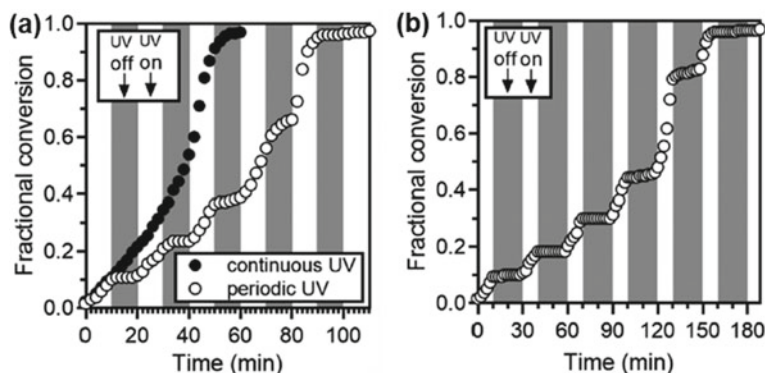 (a)
1.0
0.8
0.6
0.4
0.2
0.0
Fractional conversion
UV UV
off on
continuous UV
periodic UV
0 20 40 60 80 100
Time (min)
(b)
1.0
0.8
0.6
0.4
0.2
0.0
Fractional conversion
UV UV
off on
0 30 60 90 120 150 180
Time (min)